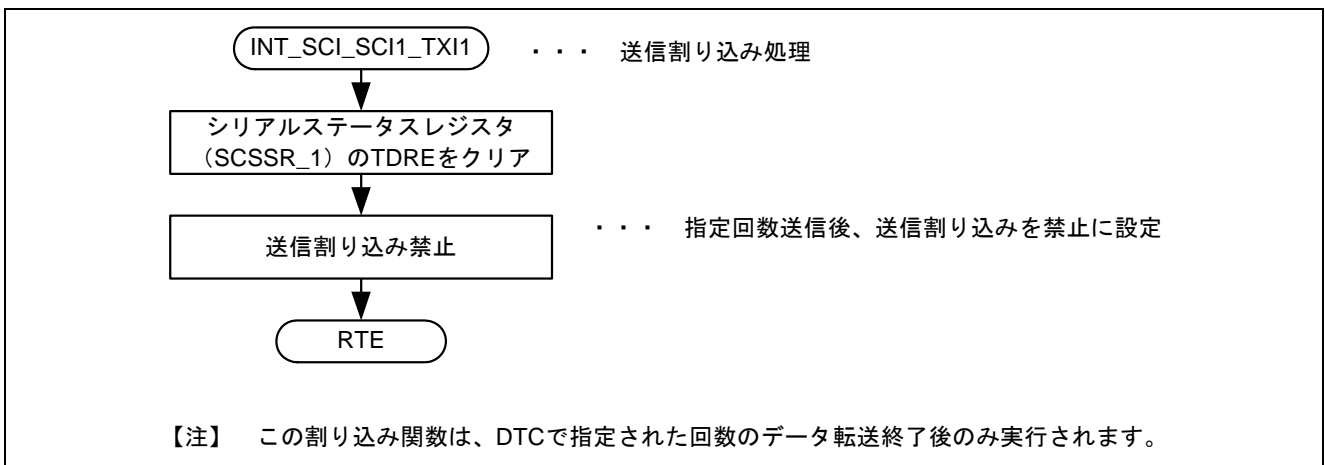 INT_SCI_SCI1_TXI1 ・・・ 送信割り込み処理
シリアルステータスレジスタ
（SCSSR_1）のTDREをクリア
送信割り込み禁止 ・・・ 指定回数送信後、送信割り込みを禁止に設定
RTE
【注】 この割り込み関数は、DTCで指定された回数のデータ転送終了後のみ実行されます。